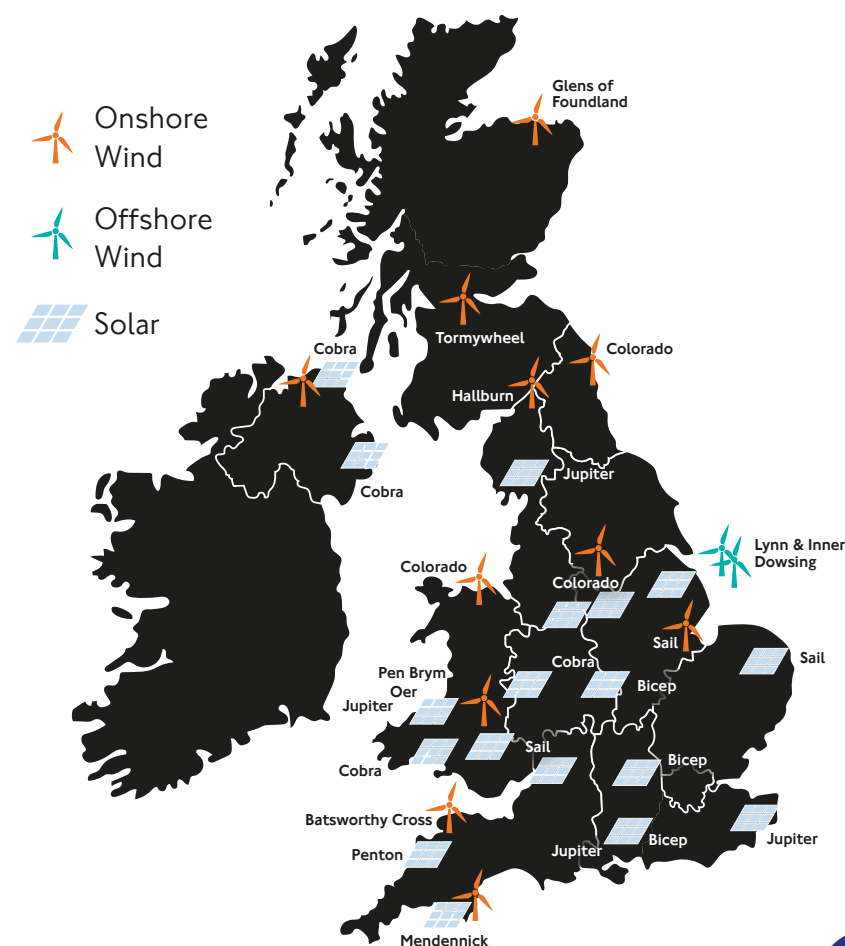 Glens of
Foundland
Onshore
Wind
Offshore
Wind
Solar
Tormywheel
Cobra
Colorado
Hallburn
Jupiter
Cobra
Lynn & Inner
Dowsing
Colorado
Colorado
Sail
Sail
Cobra
Pen Brym
Oer
Bicep
Jupiter
Sail
Bicep
Cobra
Batsworthy Cross
Penton
Jupiter
Bicep
Jupiter
Mendennick